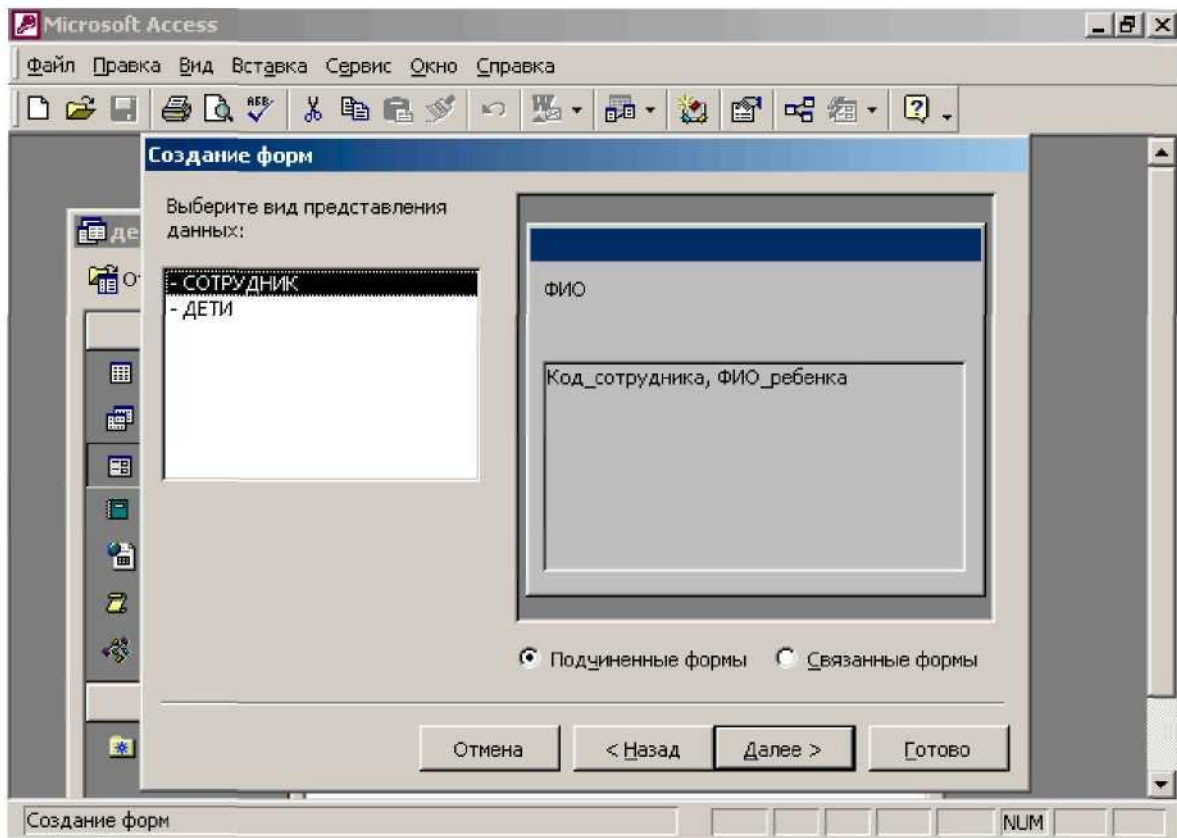 Microsoft Access
Файл Правка Вид Вставка Сервис Окно Справка
Создание форм
Выберите вид представления
данных:
- СОТРУДНИК
- ДЕТИ
ФИО
Код_сотрудника, ФИО_ребенка
Подчиненные формы Связанные формы
Отмена < Назад Далее > Готово
Создание форм NUM